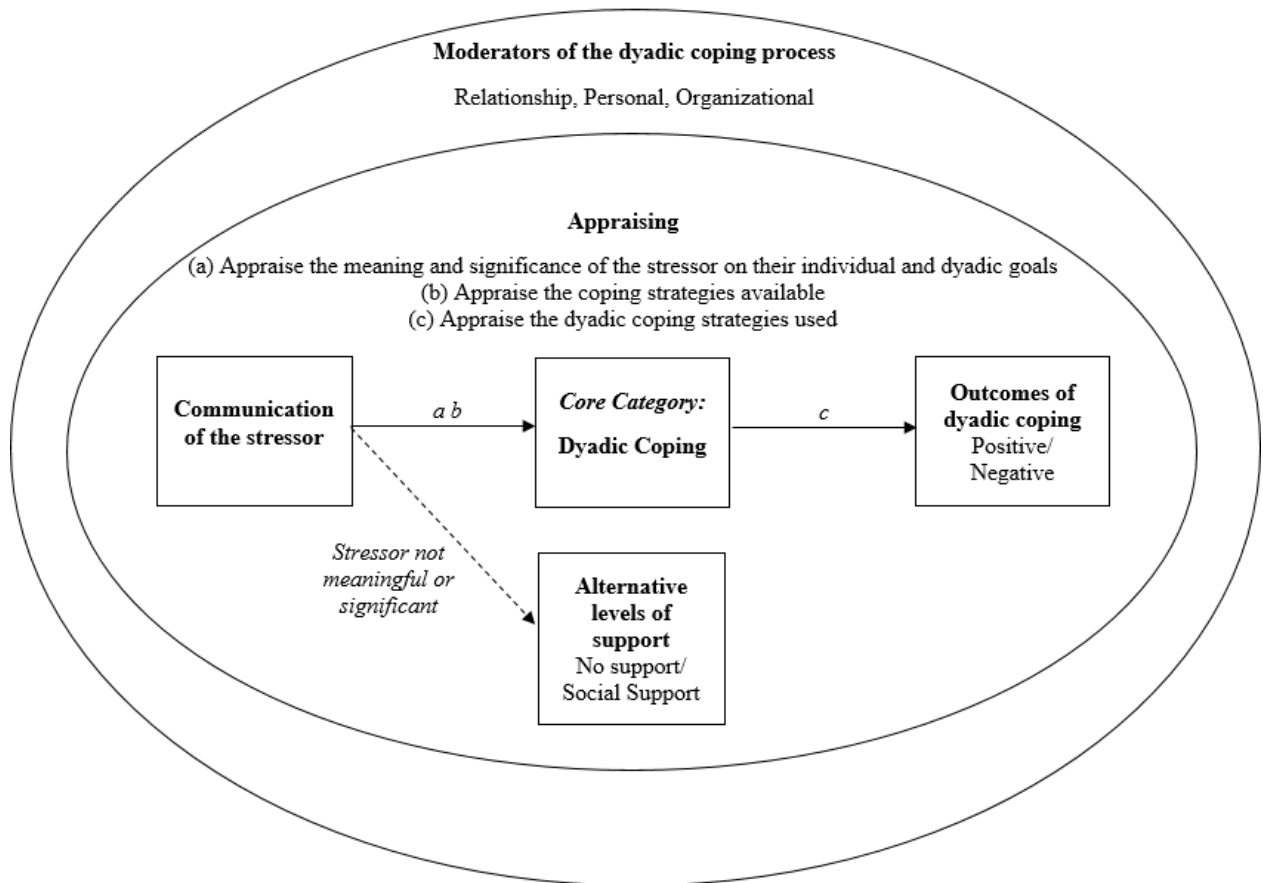 Moderators of the dyadic coping process
Relationship, Personal, Organizational
Appraising
(a) Appraise the meaning and significance of the stressor on their individual and dyadic goals
(b) Appraise the coping strategies available
(c) Appraise the dyadic coping strategies used
Communication
of the stressor
a b
Core Category:
Dyadic Coping
c
Outcomes of
dyadic coping
Positive/
Negative
Stressor not
meaningful or
significant
Alternative
levels of
support
No support/
Social Support